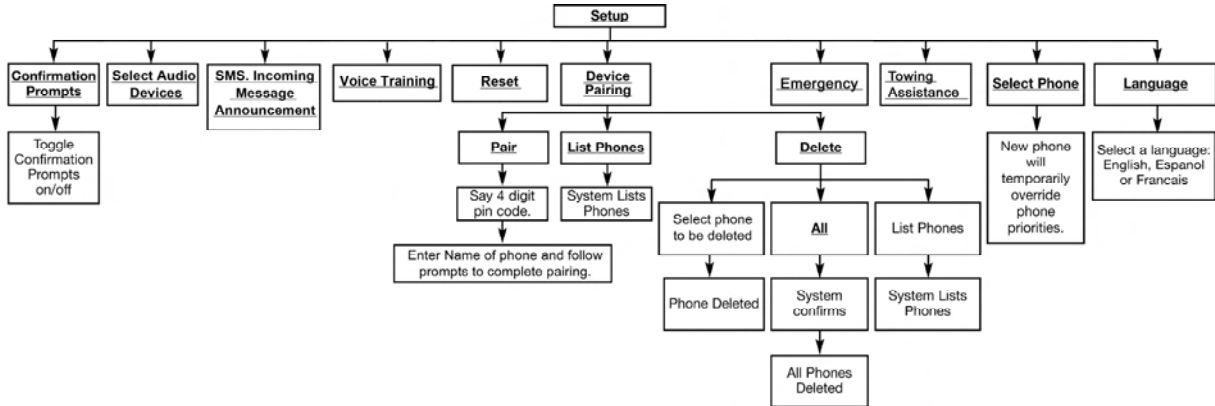 Setup
Confirmation
Prompts
Select Audio
Devices
SMS. Incoming
Message
Announcement
Voice Training
Reset
Device
Pairing
Emergency
Towing
Assistance
Select Phone
Language
Toggle
Confirmation
Prompts
on/off
Pair
List Phones
Delete
New phone
will
temporarily
override
phone
priorities.
Select a language:
English, Espanol
or Francais
Say 4 digit
pin code.
System Lists
Phones
Select phone
to be deleted
All
List Phones
Enter Name of phone and follow
prompts to complete pairing.
Phone Deleted
System
confirms
System Lists
Phones
All Phones
Deleted